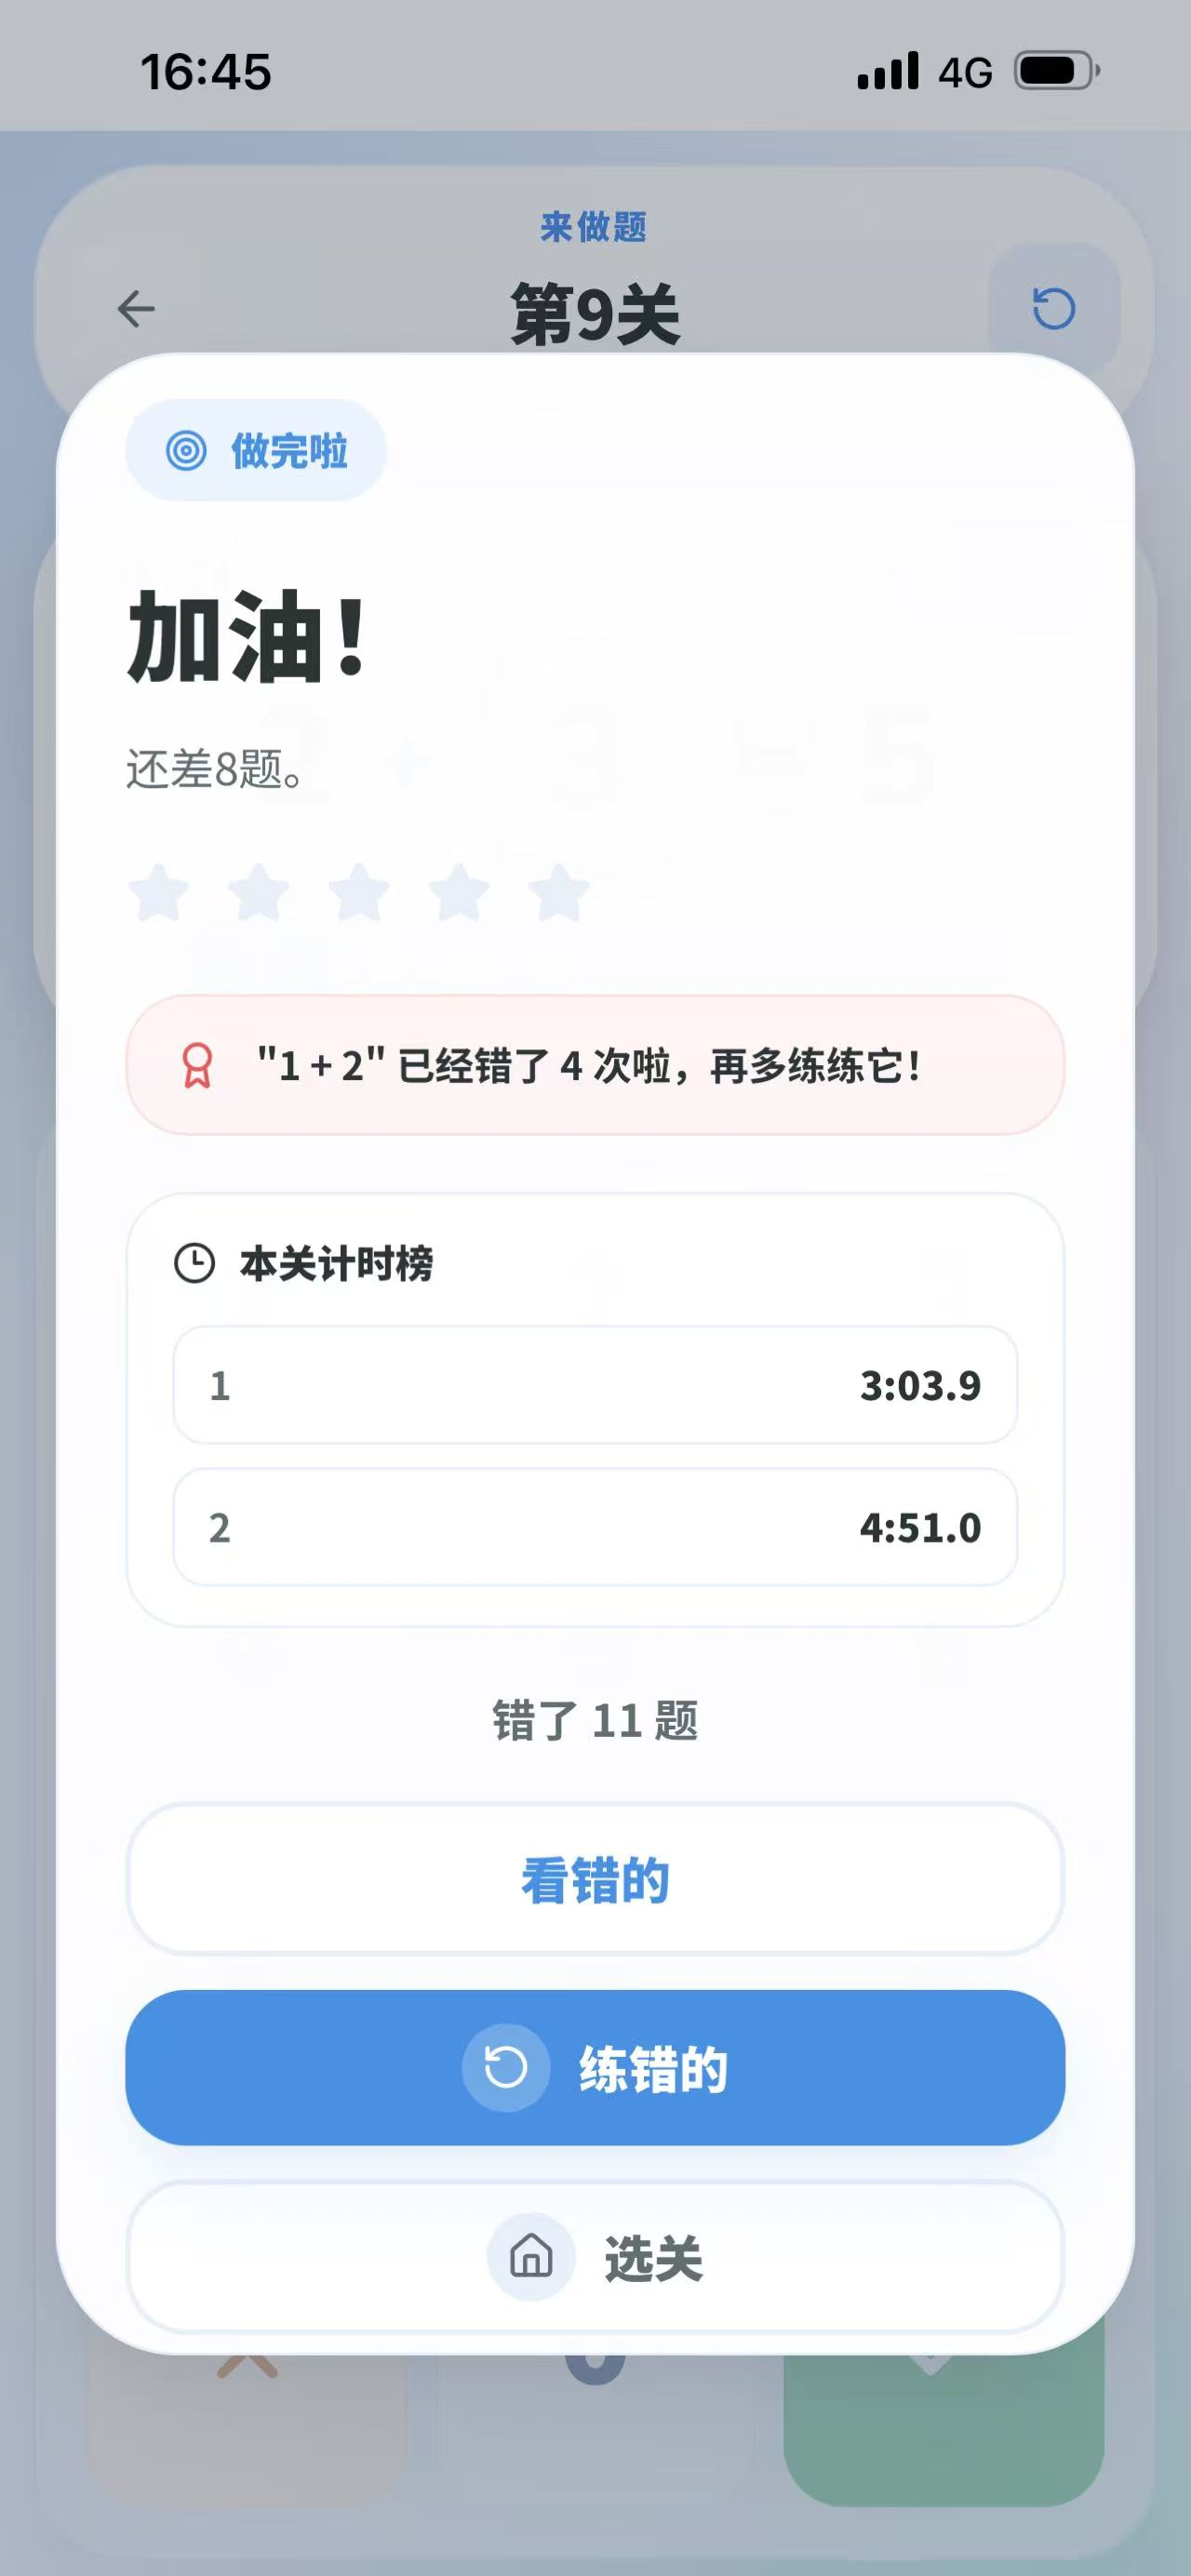 16:45
4G
来做题
第9关
做完啦
加油！
还差8题。
2 + 3 = 5
"1 + 2" 已经错了 4 次啦，再多练练它！
本关计时榜
1 3:03.9
2 4:51.0
错了 11 题
看错的
练错的
选关